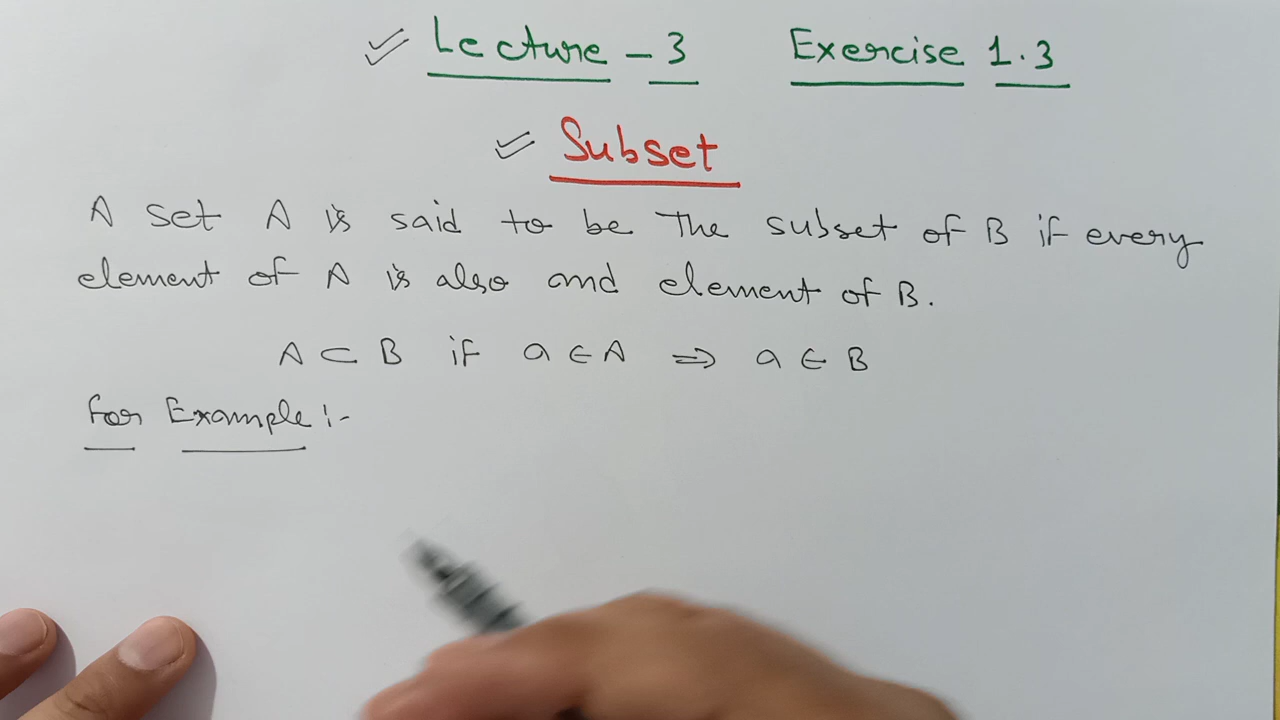 Lecture - 3 Exercise 1.3
Subset
A set A is said to be The subset of B if every
element of A is also and element of B.
A ⊂ B if a ∈ A ⇒ a ∈ B
for Example :-